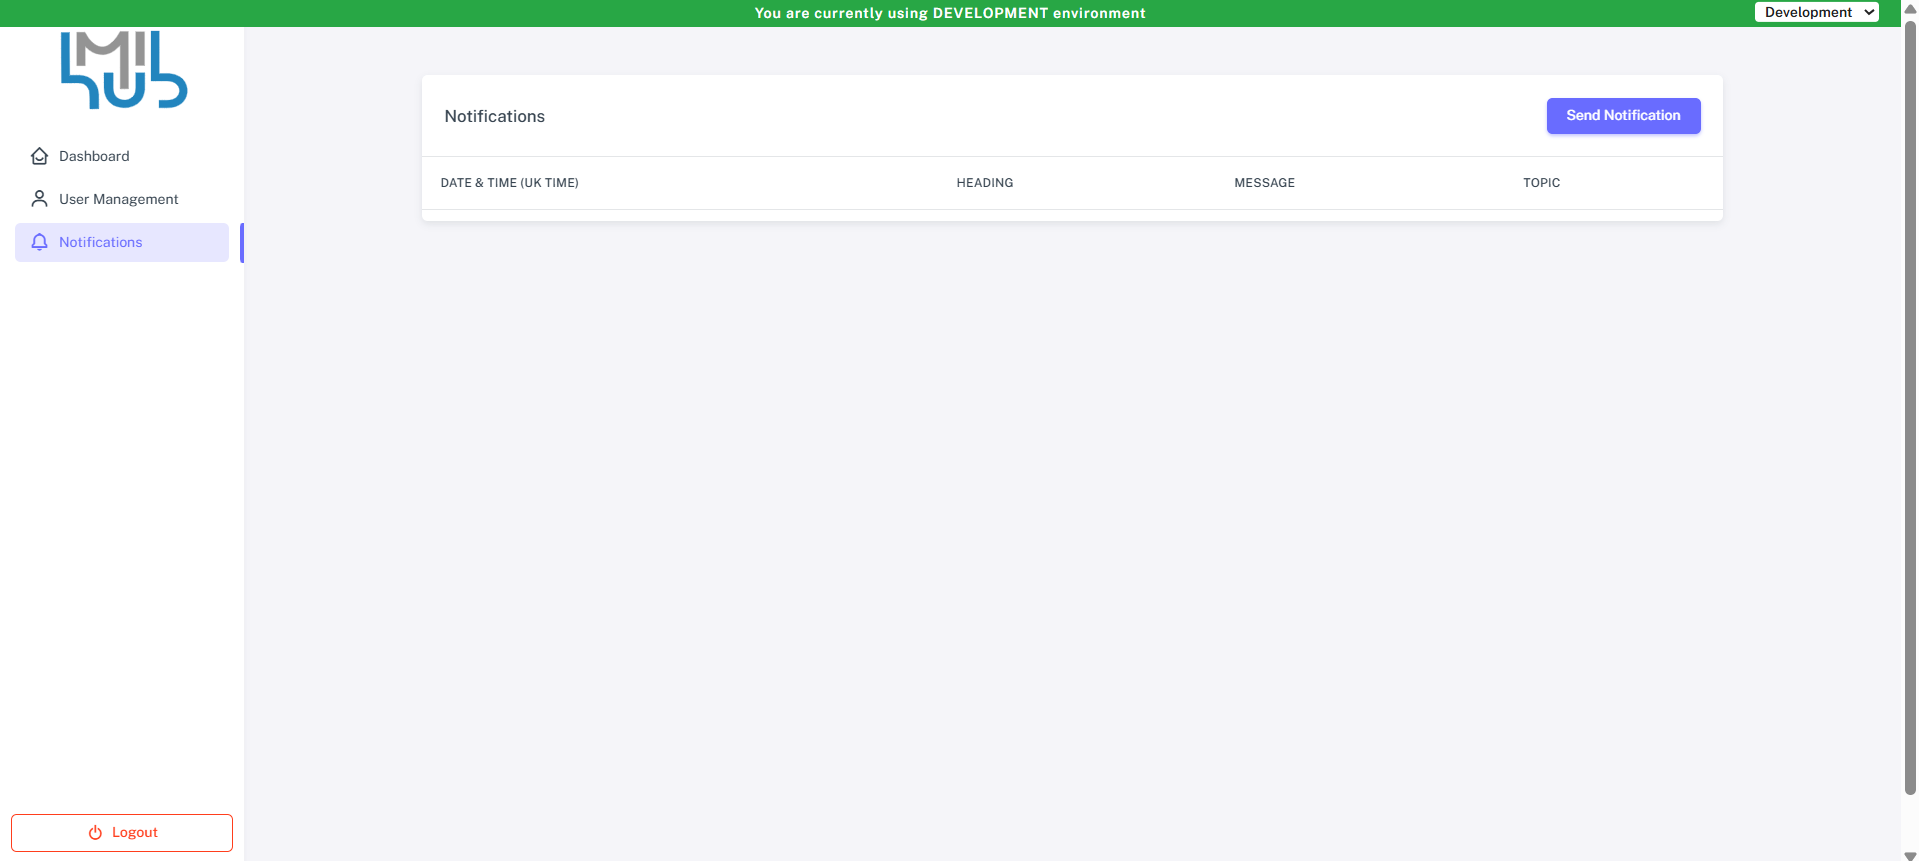 You are currently using DEVELOPMENT environment
Development
MI
hub
Dashboard
User Management
Notifications
Logout
Notifications
Send Notification
DATE & TIME (UK TIME) HEADING MESSAGE TOPIC